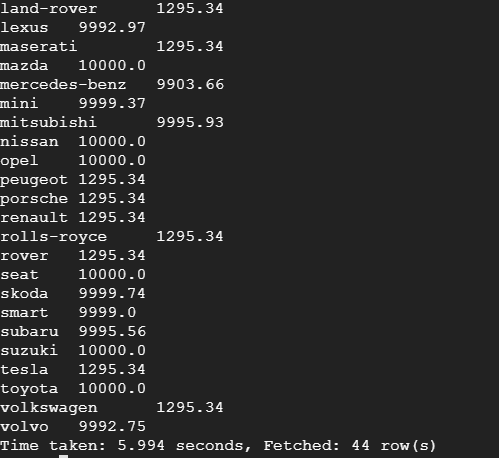 land-rover	1295.34
lexus	9992.97
maserati	1295.34
mazda	10000.0
mercedes-benz	9903.66
mini	9999.37
mitsubishi	9995.93
nissan	10000.0
opel	10000.0
peugeot	1295.34
porsche	1295.34
renault	1295.34
rolls-royce	1295.34
rover	1295.34
seat	10000.0
skoda	9999.74
smart	9999.0
subaru	9995.56
suzuki	10000.0
tesla	1295.34
toyota	10000.0
volkswagen	1295.34
volvo	9992.75
Time taken: 5.994 seconds, Fetched: 44 row(s)